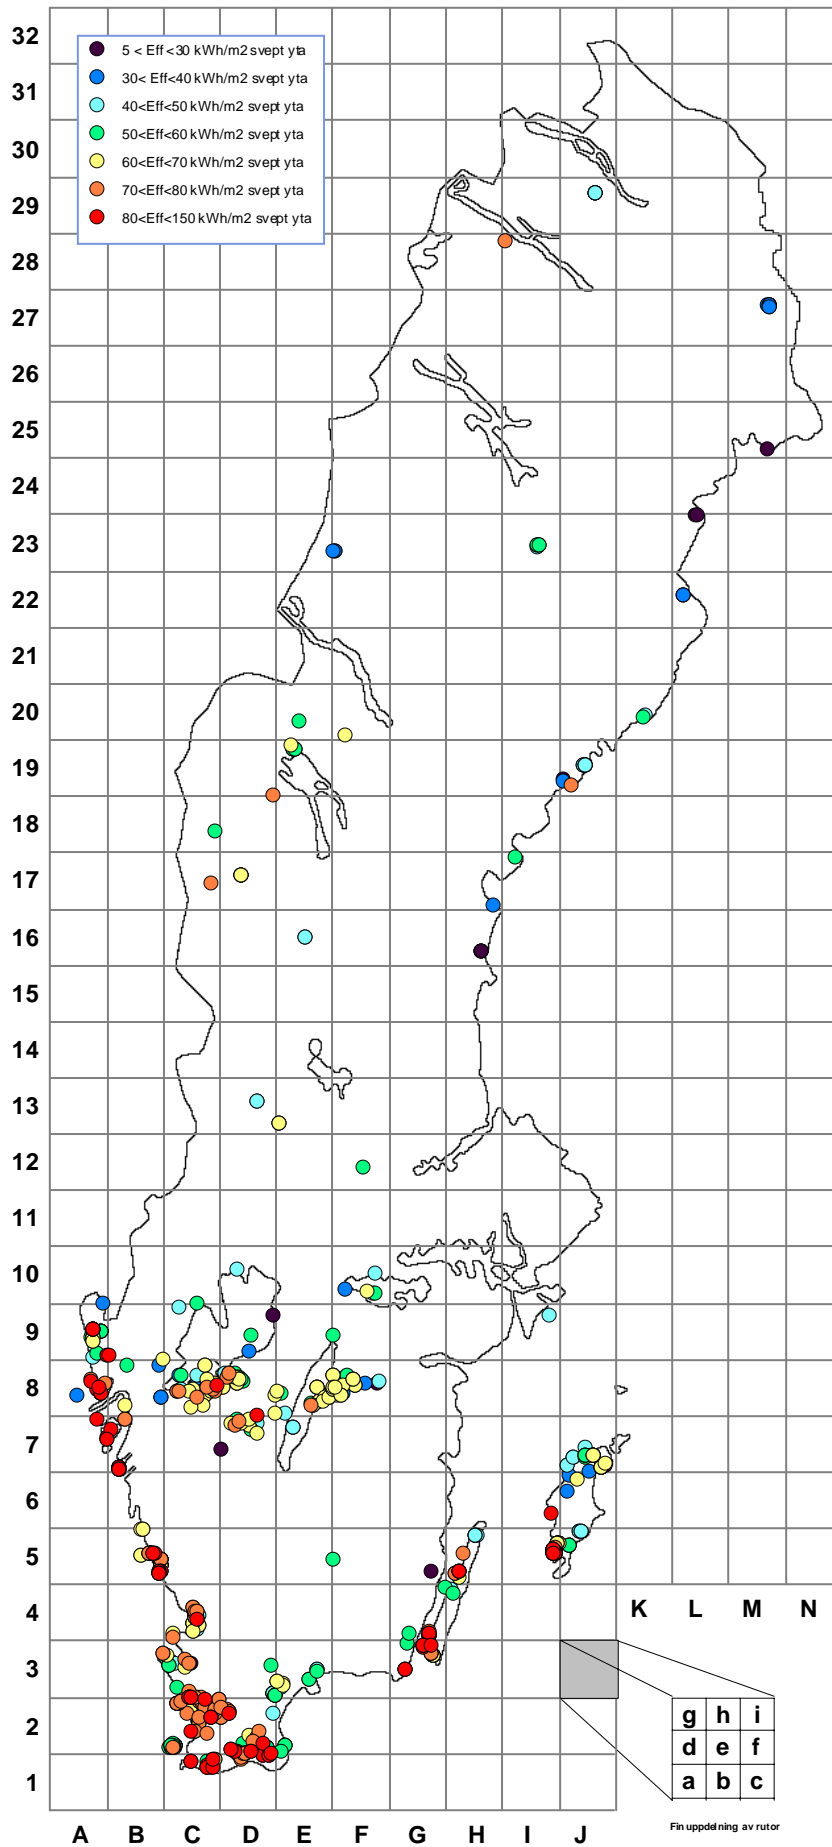 32
5 < Eff <30 kWh/m2 svept yta
30< Eff<40 kWh/m2 svept yta
31
40<Eff<50 kWh/m2 svept yta
50<Eff<60 kWh/m2 svept yta
30
60<Eff<70 kWh/m2 svept yta
70<Eff<80 kWh/m2 svept yta
29
80<Eff<150 kWh/m2 svept yta
28
27
26
25
24
23
22
21
20
19
18
17
16
15
14
13
12
11
10
9
8
7
6
5
4
K L M N
3
g h i
2
d e f
1
a b c
A B C D E F G H I J
Fin uppdelning av rutor